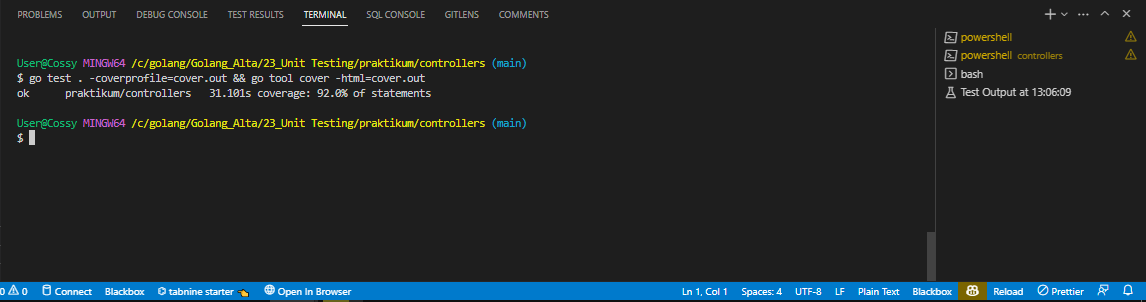 PROBLEMS OUTPUT DEBUG CONSOLE TEST RESULTS TERMINAL SQL CONSOLE GITLENS COMMENTS
User@Cossy MINGW64 /c/golang/Golang_Alta/23_Unit Testing/praktikum/controllers (main)
$ go test . -coverprofile=cover.out && go tool cover -html=cover.out
ok praktikum/controllers 31.101s coverage: 92.0% of statements
User@Cossy MINGW64 /c/golang/Golang_Alta/23_Unit Testing/praktikum/controllers (main)
$
powershell
powershell controllers
bash
Test Output at 13:06:09
0 0 Connect Blackbox tabnine starter Open In Browser Ln 1, Col 1 Spaces: 4 UTF-8 LF Plain Text Blackbox Reload Prettier